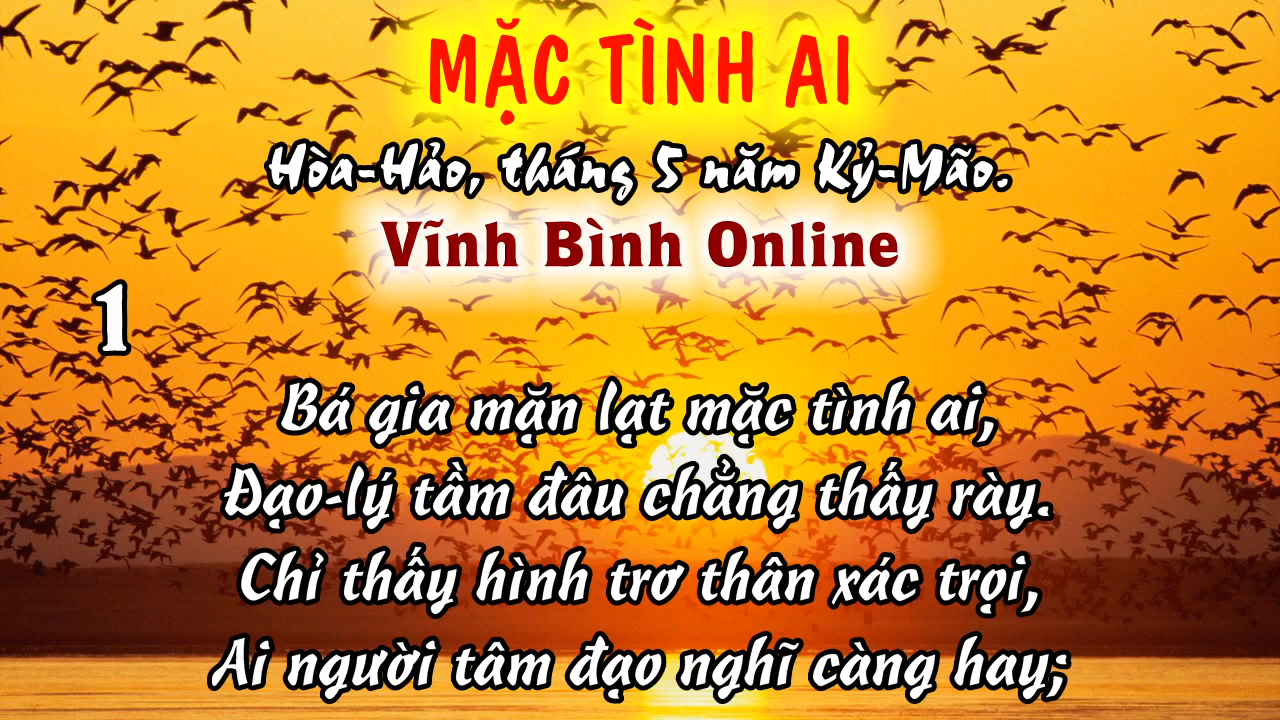 MẶC TÌNH AI
Hòa-Hảo, tháng 5 năm Kỷ-Mão.
Vĩnh Bình Online
1
Bá gia mặn lạt mặc tình ai,
Đạo-lý tầm đâu chẳng thấy rày.
Chỉ thấy hình trơ thân xác trọi,
Ai người tâm đạo nghĩ càng hay;